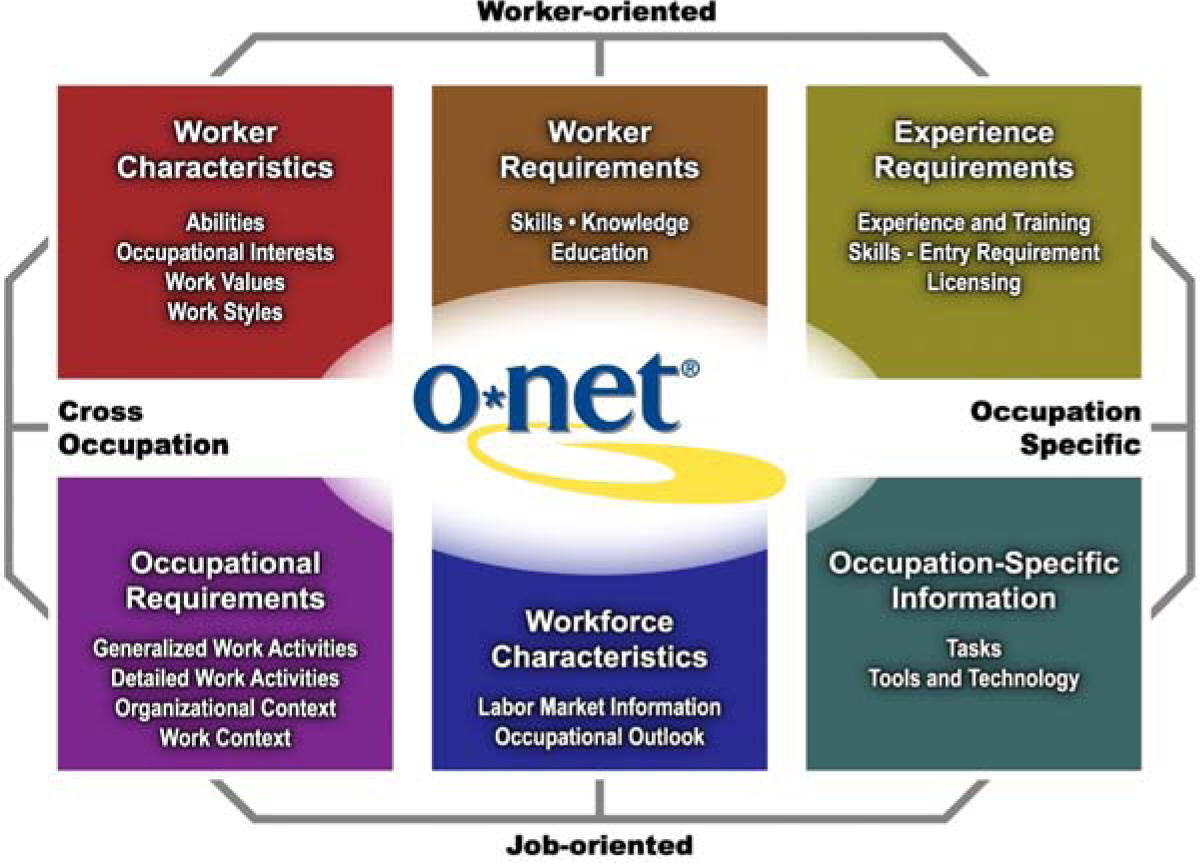 Worker-oriented
Worker
Characteristics
Abilities
Occupational Interests
Work Values
Work Styles
Worker
Requirements
Skills • Knowledge
Education
Experience
Requirements
Experience and Training
Skills - Entry Requirement
Licensing
Cross
Occupation
o*net®
Occupation
Specific
Occupational
Requirements
Generalized Work Activities
Detailed Work Activities
Organizational Context
Work Context
Workforce
Characteristics
Labor Market Information
Occupational Outlook
Occupation-Specific
Information
Tasks
Tools and Technology
Job-oriented